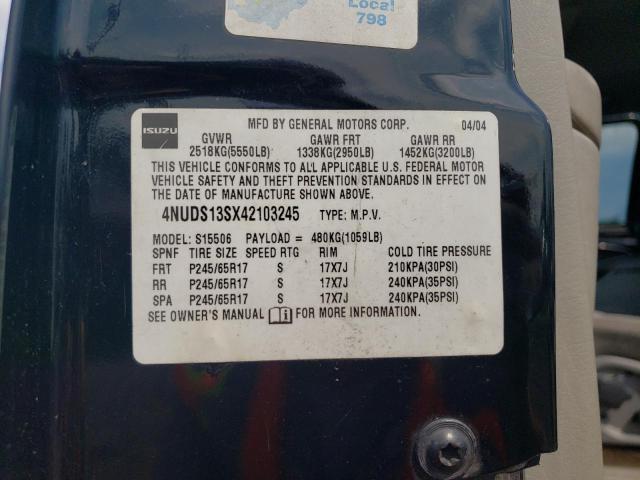 Local
798
ISUZU
MFD BY GENERAL MOTORS CORP. 04/04
GVWR GAWR FRT GAWR RR
2518KG(5550LB) 1338KG(2950LB) 1452KG(3200LB)
THIS VEHICLE CONFORMS TO ALL APPLICABLE U.S. FEDERAL MOTOR
VEHICLE SAFETY AND THEFT PREVENTION STANDARDS IN EFFECT ON
THE DATE OF MANUFACTURE SHOWN ABOVE.
4NUDS13SX42103245 TYPE: M.P.V.
MODEL: S15506 PAYLOAD = 480KG(1059LB)
SPNF TIRE SIZE SPEED RTG RIM COLD TIRE PRESSURE
FRT P245/65R17 S 17X7J 210KPA(30PSI)
RR P245/65R17 S 17X7J 240KPA(35PSI)
SPA P245/65R17 S 17X7J 240KPA(35PSI)
SEE OWNER'S MANUAL i FOR MORE INFORMATION.